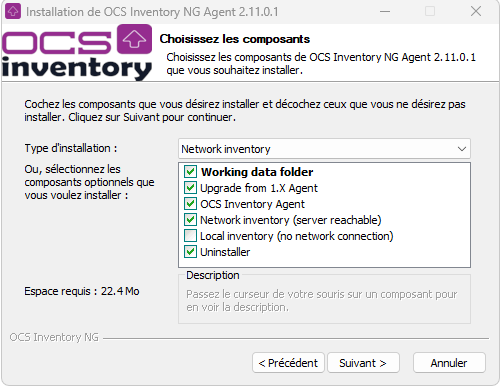 Installation de OCS Inventory NG Agent 2.11.0.1
OCS
inventory
Choisissez les composants
Choisissez les composants de OCS Inventory NG Agent 2.11.0.1
que vous souhaitez installer.
Cochez les composants que vous désirez installer et décochez ceux que vous ne désirez pas
installer. Cliquez sur Suivant pour continuer.
Type d'installation :
Network inventory
Ou, sélectionnez les
composants optionnels que
vous voulez installer :
Working data folder
Upgrade from 1.X Agent
OCS Inventory Agent
Network inventory (server reachable)
Local inventory (no network connection)
Uninstaller
Espace requis : 22.4 Mo
Description
Passez le curseur de votre souris sur un composant pour
en voir la description.
OCS Inventory NG
< Précédent
Suivant >
Annuler